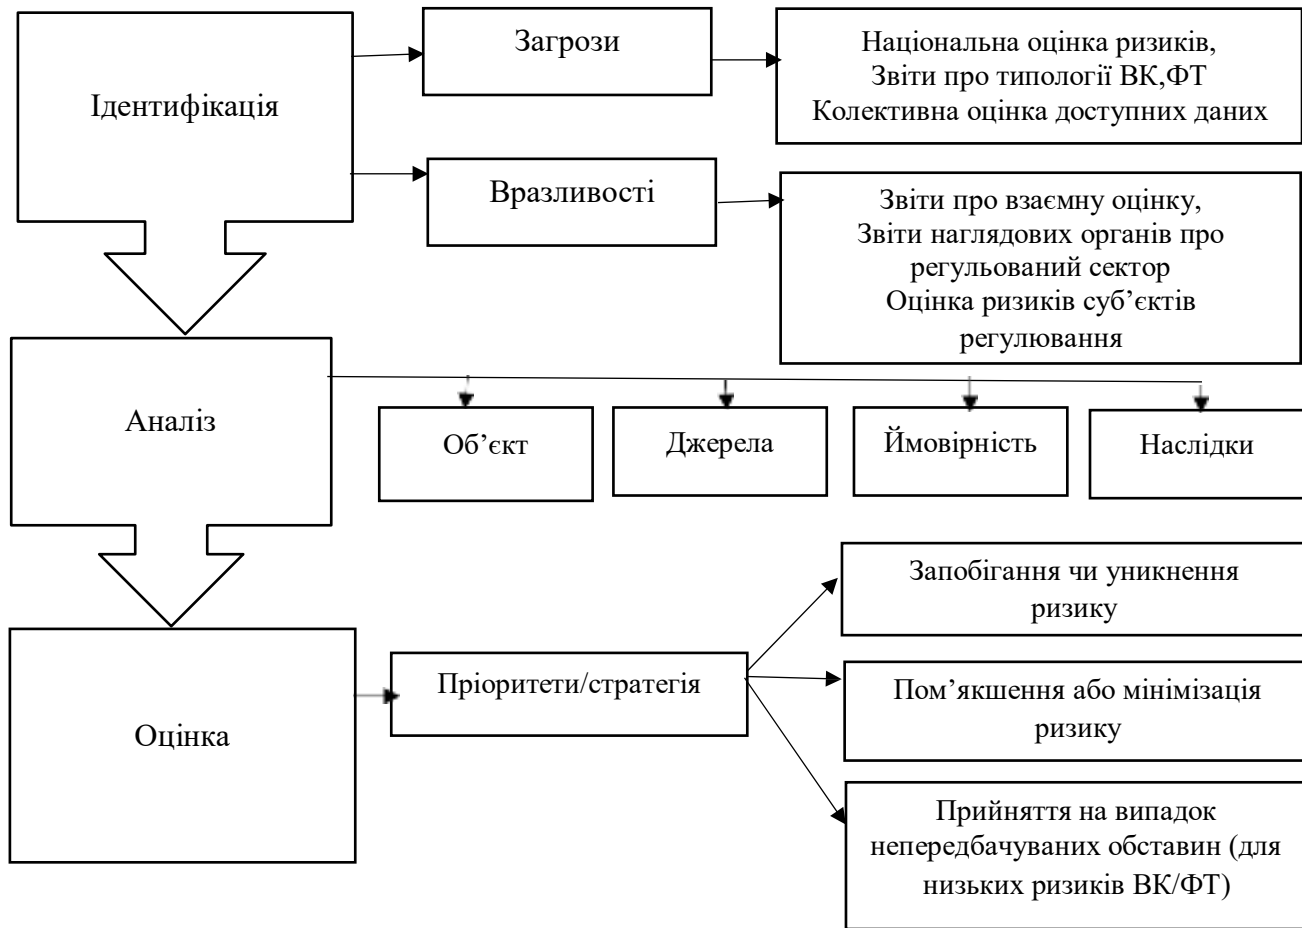 Ідентифікація
Загрози
Національна оцінка ризиків,
Звіти про типології ВК,ФТ
Колективна оцінка доступних даних
Вразливості
Звіти про взаємну оцінку,
Звіти наглядових органів про
регульований сектор
Оцінка ризиків суб’єктів
регулювання
Аналіз
Об’єкт
Джерела
Ймовірність
Наслідки
Оцінка
Пріоритети/стратегія
Запобігання чи уникнення
ризику
Пом’якшення або мінімізація
ризику
Прийняття на випадок
непередбачуваних обставин (для
низьких ризиків ВК/ФТ)